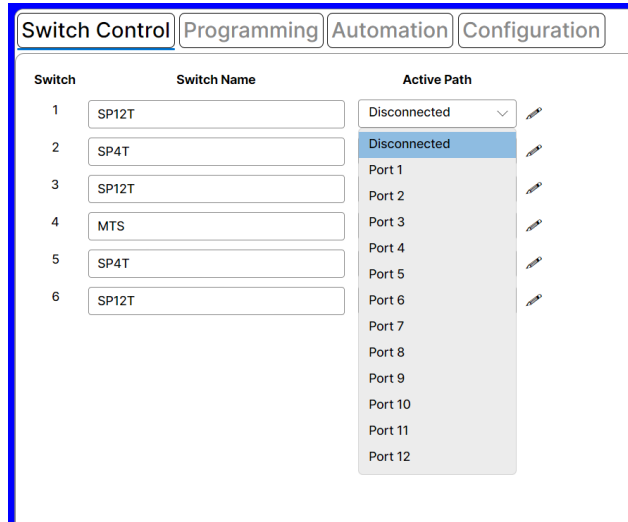 Switch Control Programming Automation Configuration
Switch Switch Name Active Path
1 SP12T Disconnected
2 SP4T Disconnected
3 SP12T Port 1
Port 2
4 MTS Port 3
Port 4
5 SP4T Port 5
6 SP12T Port 6
Port 7
Port 8
Port 9
Port 10
Port 11
Port 12